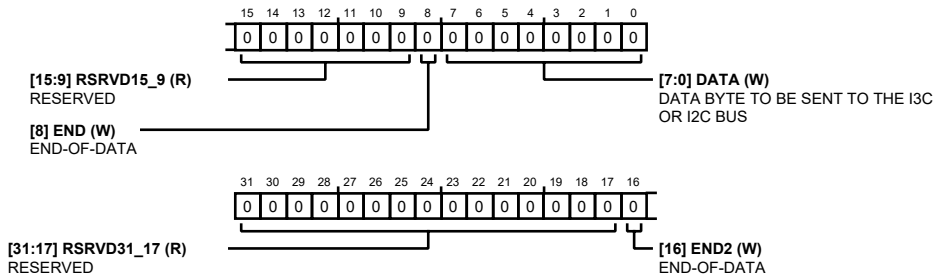 15 14 13 12 11 10 9 8 7 6 5 4 3 2 1 0
0 0 0 0 0 0 0 0 0 0 0 0 0 0 0 0
[15:9] RSRVD15_9 (R)
RESERVED
[7:0] DATA (W)
DATA BYTE TO BE SENT TO THE I3C
OR I2C BUS
[8] END (W)
END-OF-DATA
31 30 29 28 27 26 25 24 23 22 21 20 19 18 17 16
0 0 0 0 0 0 0 0 0 0 0 0 0 0 0 0
[31:17] RSRVD31_17 (R)
RESERVED
[16] END2 (W)
END-OF-DATA